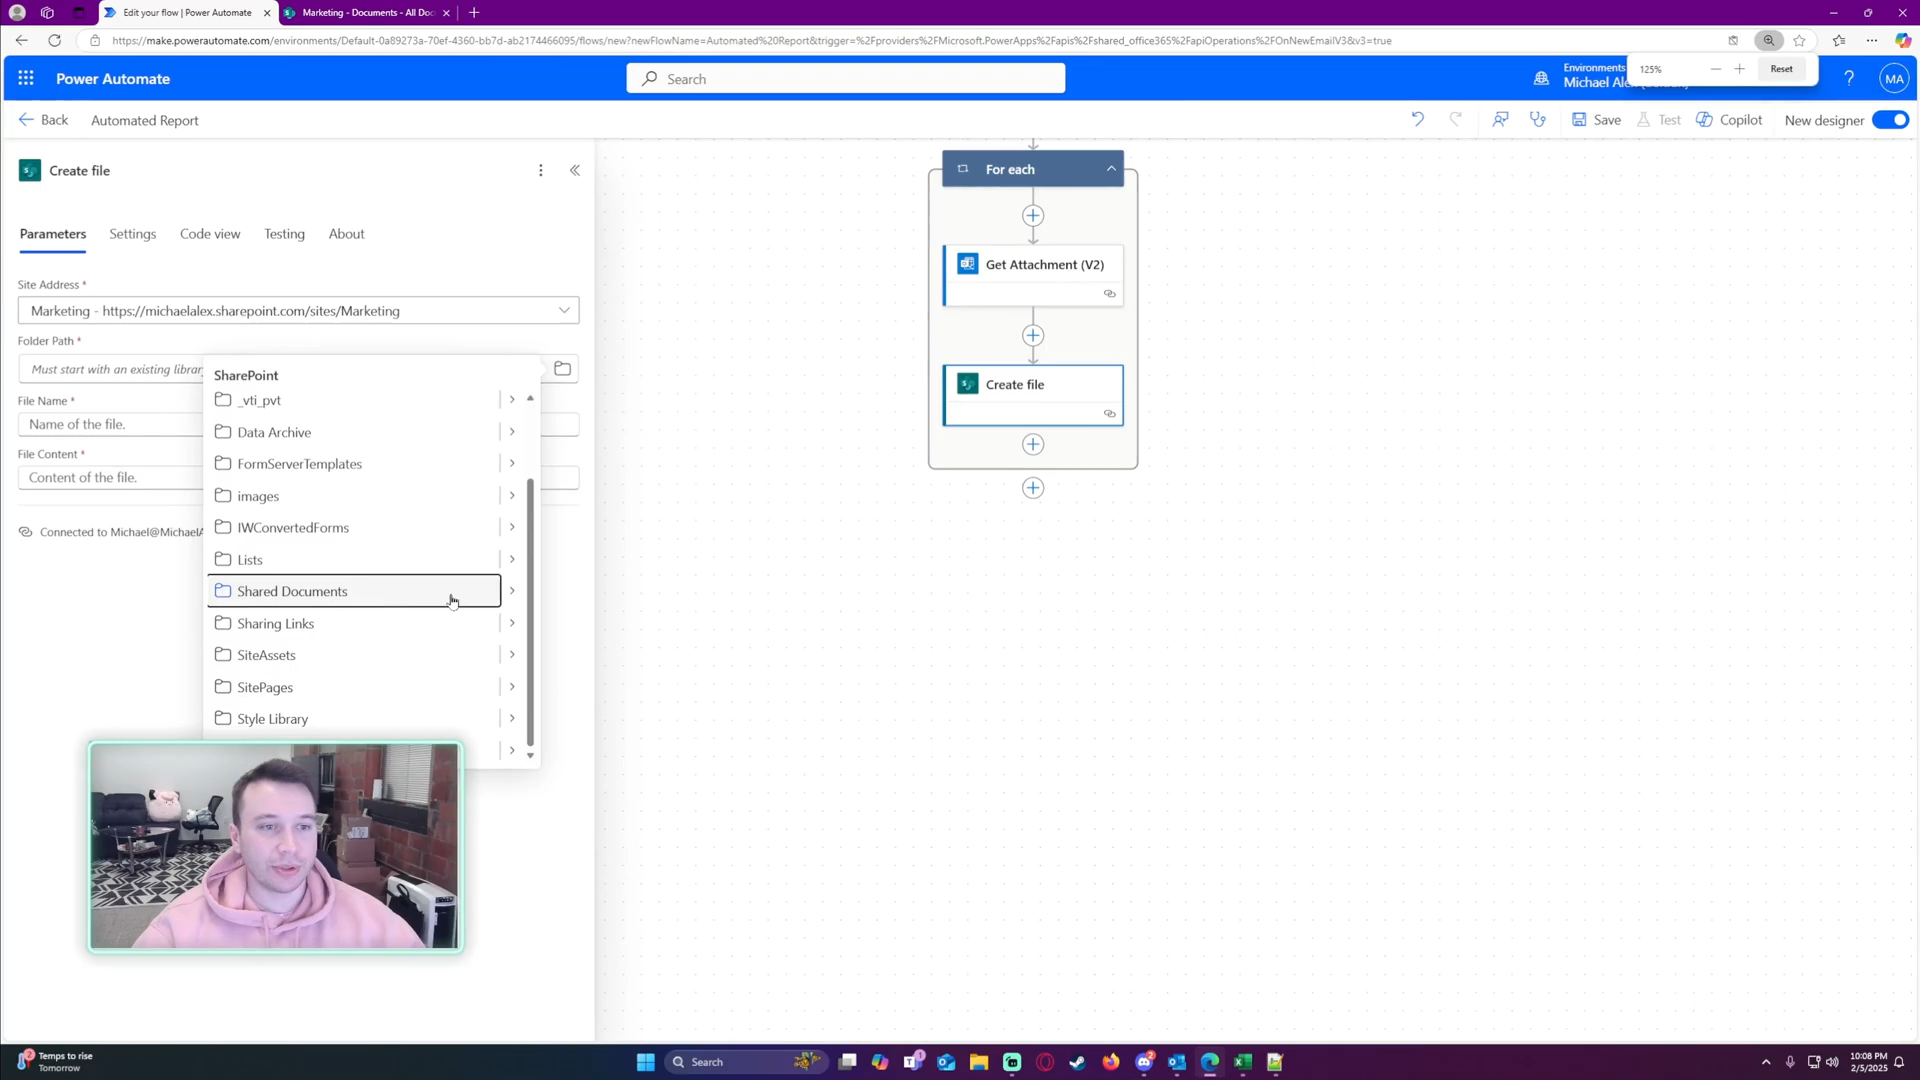 Edit your flow | Power Automate
Marketing - Documents - All Doc
https://make.powerautomate.com/environments/Default-0a89273a-70ef-4360-bb7d-ab2174466095/flows/new?newFlowName=Automated%20Report&trigger=%2Fproviders%2FMicrosoft.PowerApps%2Fapis%2Fshared_office365%2FapiOperations%2FOnNewEmailV3&v3=true
Power Automate
Search
Environments
Michael Alex
125%
Reset
MA
Back
Automated Report
Save
Test
Copilot
New designer
Create file
Parameters
Settings
Code view
Testing
About
Site Address *
Marketing - https://michaelalex.sharepoint.com/sites/Marketing
Folder Path *
Must start with an existing library
File Name *
Name of the file.
File Content *
Content of the file.
Connected to Michael@MichaelA
SharePoint
_vti_pvt
Data Archive
FormServerTemplates
images
IWConvertedForms
Lists
Shared Documents
Sharing Links
SiteAssets
SitePages
Style Library
For each
Get Attachment (V2)
Create file
2
Temps to rise
Tomorrow
Search
1
2
10:08 PM
2/5/2025